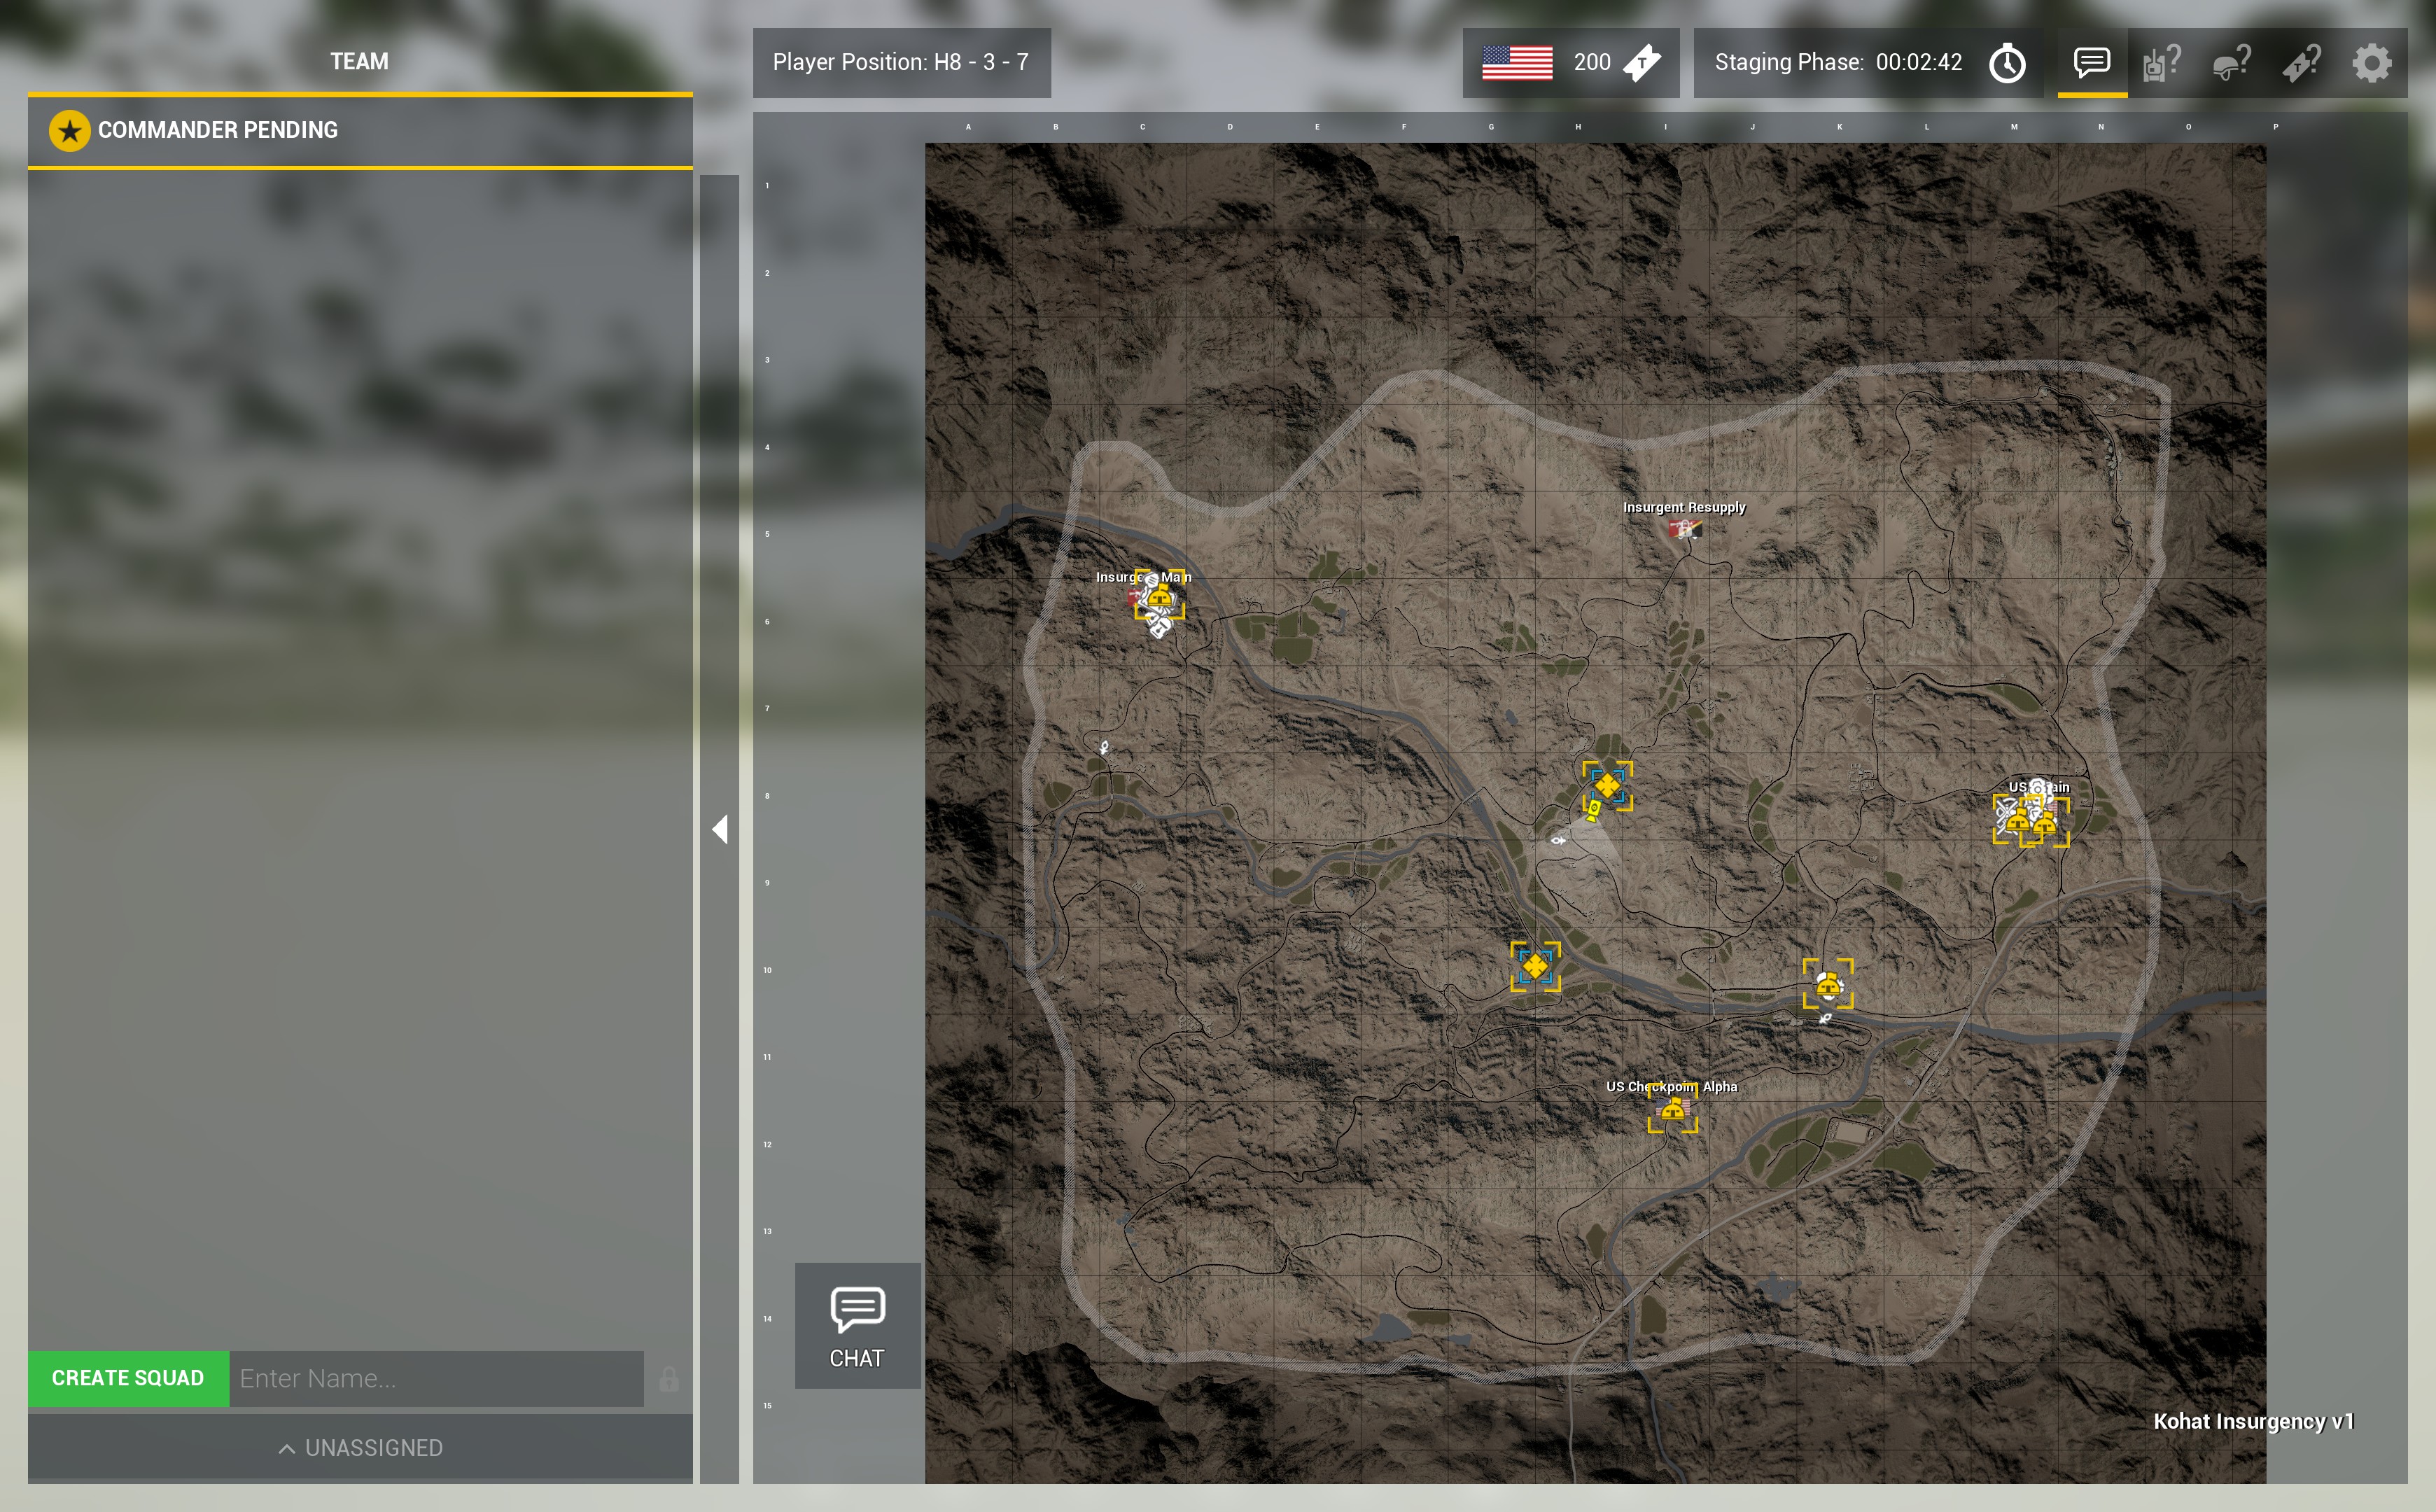 TEAM
COMMANDER PENDING
Player Position: H8 - 3 - 7
200
T
Staging Phase: 00:02:42
?
?
T?
A B C D E F G H I J K L M N O P
1
2
3
4
5
6
7
8
9
10
11
12
13
14
15
Insurgent Resupply
US Checkpoint Alpha
CHAT
Kohat Insurgency v1
CREATE SQUAD
Enter Name...
UNASSIGNED